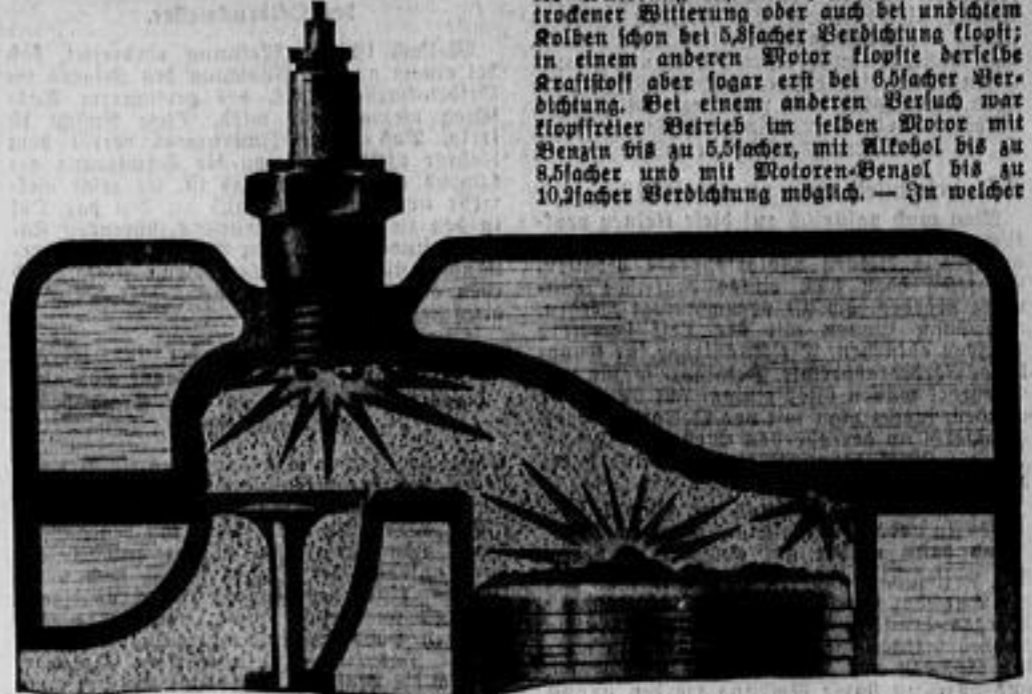 trockener Witterung oder auch bei undichtem
Kolben schon bei 5,8facher Verdichtung klopft;
in einem anderen Motor klopfte derselbe
Kraftstoff aber sogar erst bei 6,5facher Ver-
dichtung. Bei einem anderen Versuch war
klopffreier Betrieb im selben Motor mit
Benzin bis zu 5,5facher, mit Alkohol bis zu
8,5facher und mit Motoren-Benzol bis zu
10,2facher Verdichtung möglich. — In welcher